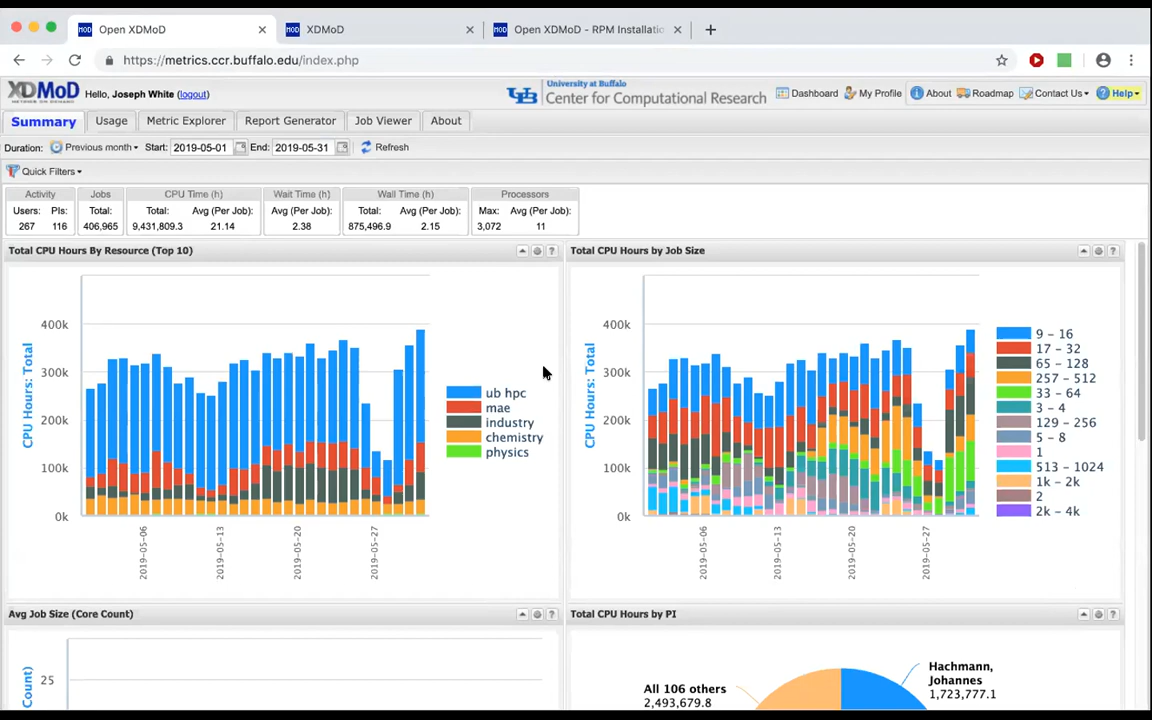 MOD Open XDMoD
MOD XDMoD
MOD Open XDMoD - RPM Installatio
https://metrics.ccr.buffalo.edu/index.php
XDMoD
METRICS ON DEMAND
Hello, Joseph White (logout)
UB
University at Buffalo
Center for Computational Research
Dashboard
My Profile
About
Roadmap
Contact Us
Help
Summary
Usage
Metric Explorer
Report Generator
Job Viewer
About
Duration:
Previous month
Start:
2019-05-01
End:
2019-05-31
Refresh
Quick Filters
Activity
Users: PIs:
267 116
Jobs
Total:
406,965
CPU Time (h)
Total: Avg (Per Job):
9,431,809.3 21.14
Wait Time (h)
Avg (Per Job):
2.38
Wall Time (h)
Total: Avg (Per Job):
875,496.9 2.15
Processors
Max: Avg (Per Job):
3,072 11
Total CPU Hours By Resource (Top 10)
CPU Hours: Total
400k
300k
200k
100k
0k
2019-05-06
2019-05-13
2019-05-20
2019-05-27
ub hpc
mae
industry
chemistry
physics
Total CPU Hours by Job Size
CPU Hours: Total
400k
300k
200k
100k
0k
2019-05-06
2019-05-13
2019-05-20
2019-05-27
9 - 16
17 - 32
65 - 128
257 - 512
33 - 64
3 - 4
129 - 256
5 - 8
1
513 - 1024
1k - 2k
2
2k - 4k
Avg Job Size (Core Count)
Count)
25
Total CPU Hours by PI
All 106 others
2,493,679.8
Hachmann,
Johannes
1,723,777.1